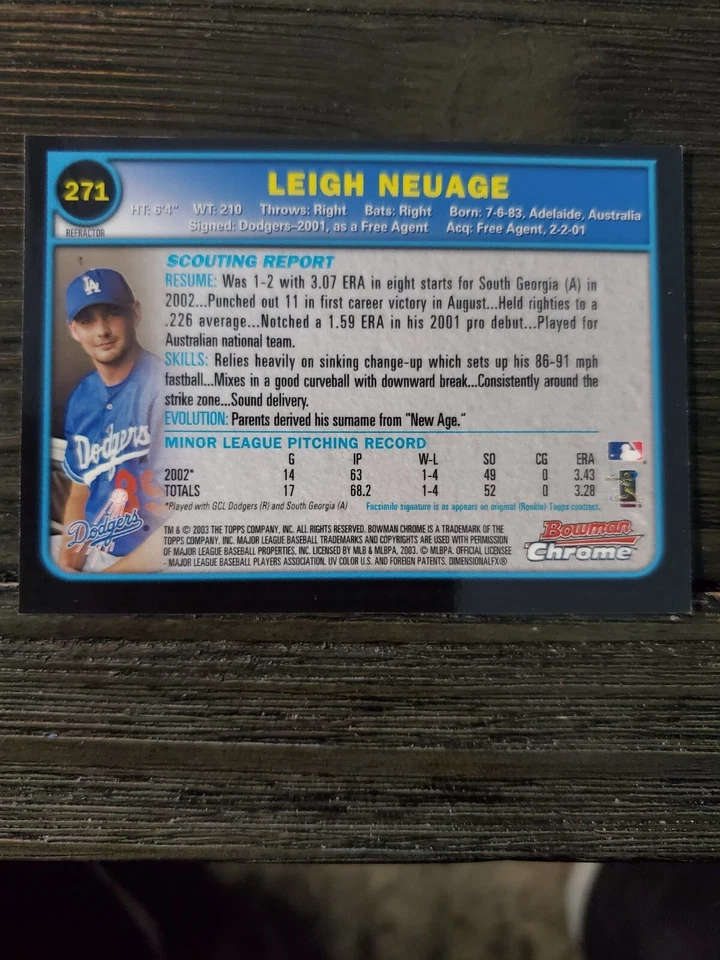 271
REFRACTOR
LEIGH NEUAGE
HT: 6'4" WT: 210 Throws: Right Bats: Right Born: 7-6-83, Adelaide, Australia
Signed: Dodgers-2001, as a Free Agent Acq: Free Agent, 2-2-01
SCOUTING REPORT
RESUME: Was 1-2 with 3.07 ERA in eight starts for South Georgia (A) in
2002...Punched out 11 in first career victory in August...Held righties to a
.226 average...Notched a 1.59 ERA in his 2001 pro debut...Played for
Australian national team.
SKILLS: Relies heavily on sinking change-up which sets up his 86-91 mph
fastball...Mixes in a good curveball with downward break...Consistently around the
strike zone...Sound delivery.
EVOLUTION: Parents derived his surname from "New Age."
MINOR LEAGUE PITCHING RECORD
G IP W-L SO CG ERA
2002* 14 63 1-4 49 0 3.43
TOTALS 17 68.2 1-4 52 0 3.28
*Played with GCL Dodgers (R) and South Georgia (A) Facsimile signature is as appears on original (Rookie) Topps contract.
LA
Dodgers
Dodgers
TM & © 2003 THE TOPPS COMPANY, INC. ALL RIGHTS RESERVED. BOWMAN CHROME IS A TRADEMARK OF THE
TOPPS COMPANY, INC. MAJOR LEAGUE BASEBALL TRADEMARKS AND COPYRIGHTS ARE USED WITH PERMISSION
OF MAJOR LEAGUE BASEBALL PROPERTIES, INC. LICENSED BY MLB & MLBPA, 2003. © MLBPA, OFFICIAL LICENSEE
- MAJOR LEAGUE BASEBALL PLAYERS ASSOCIATION. UV COLOR U.S. AND FOREIGN PATENTS. DIMENSIONALFX®
Bowman
Chrome